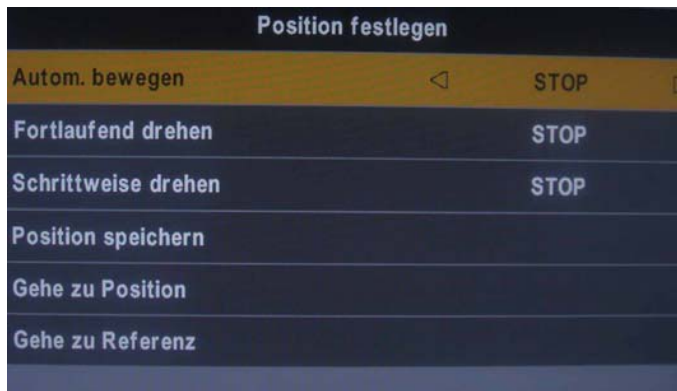 Position festlegen
Autom. bewegen STOP
Fortlaufend drehen STOP
Schrittweise drehen STOP
Position speichern
Gehe zu Position
Gehe zu Referenz